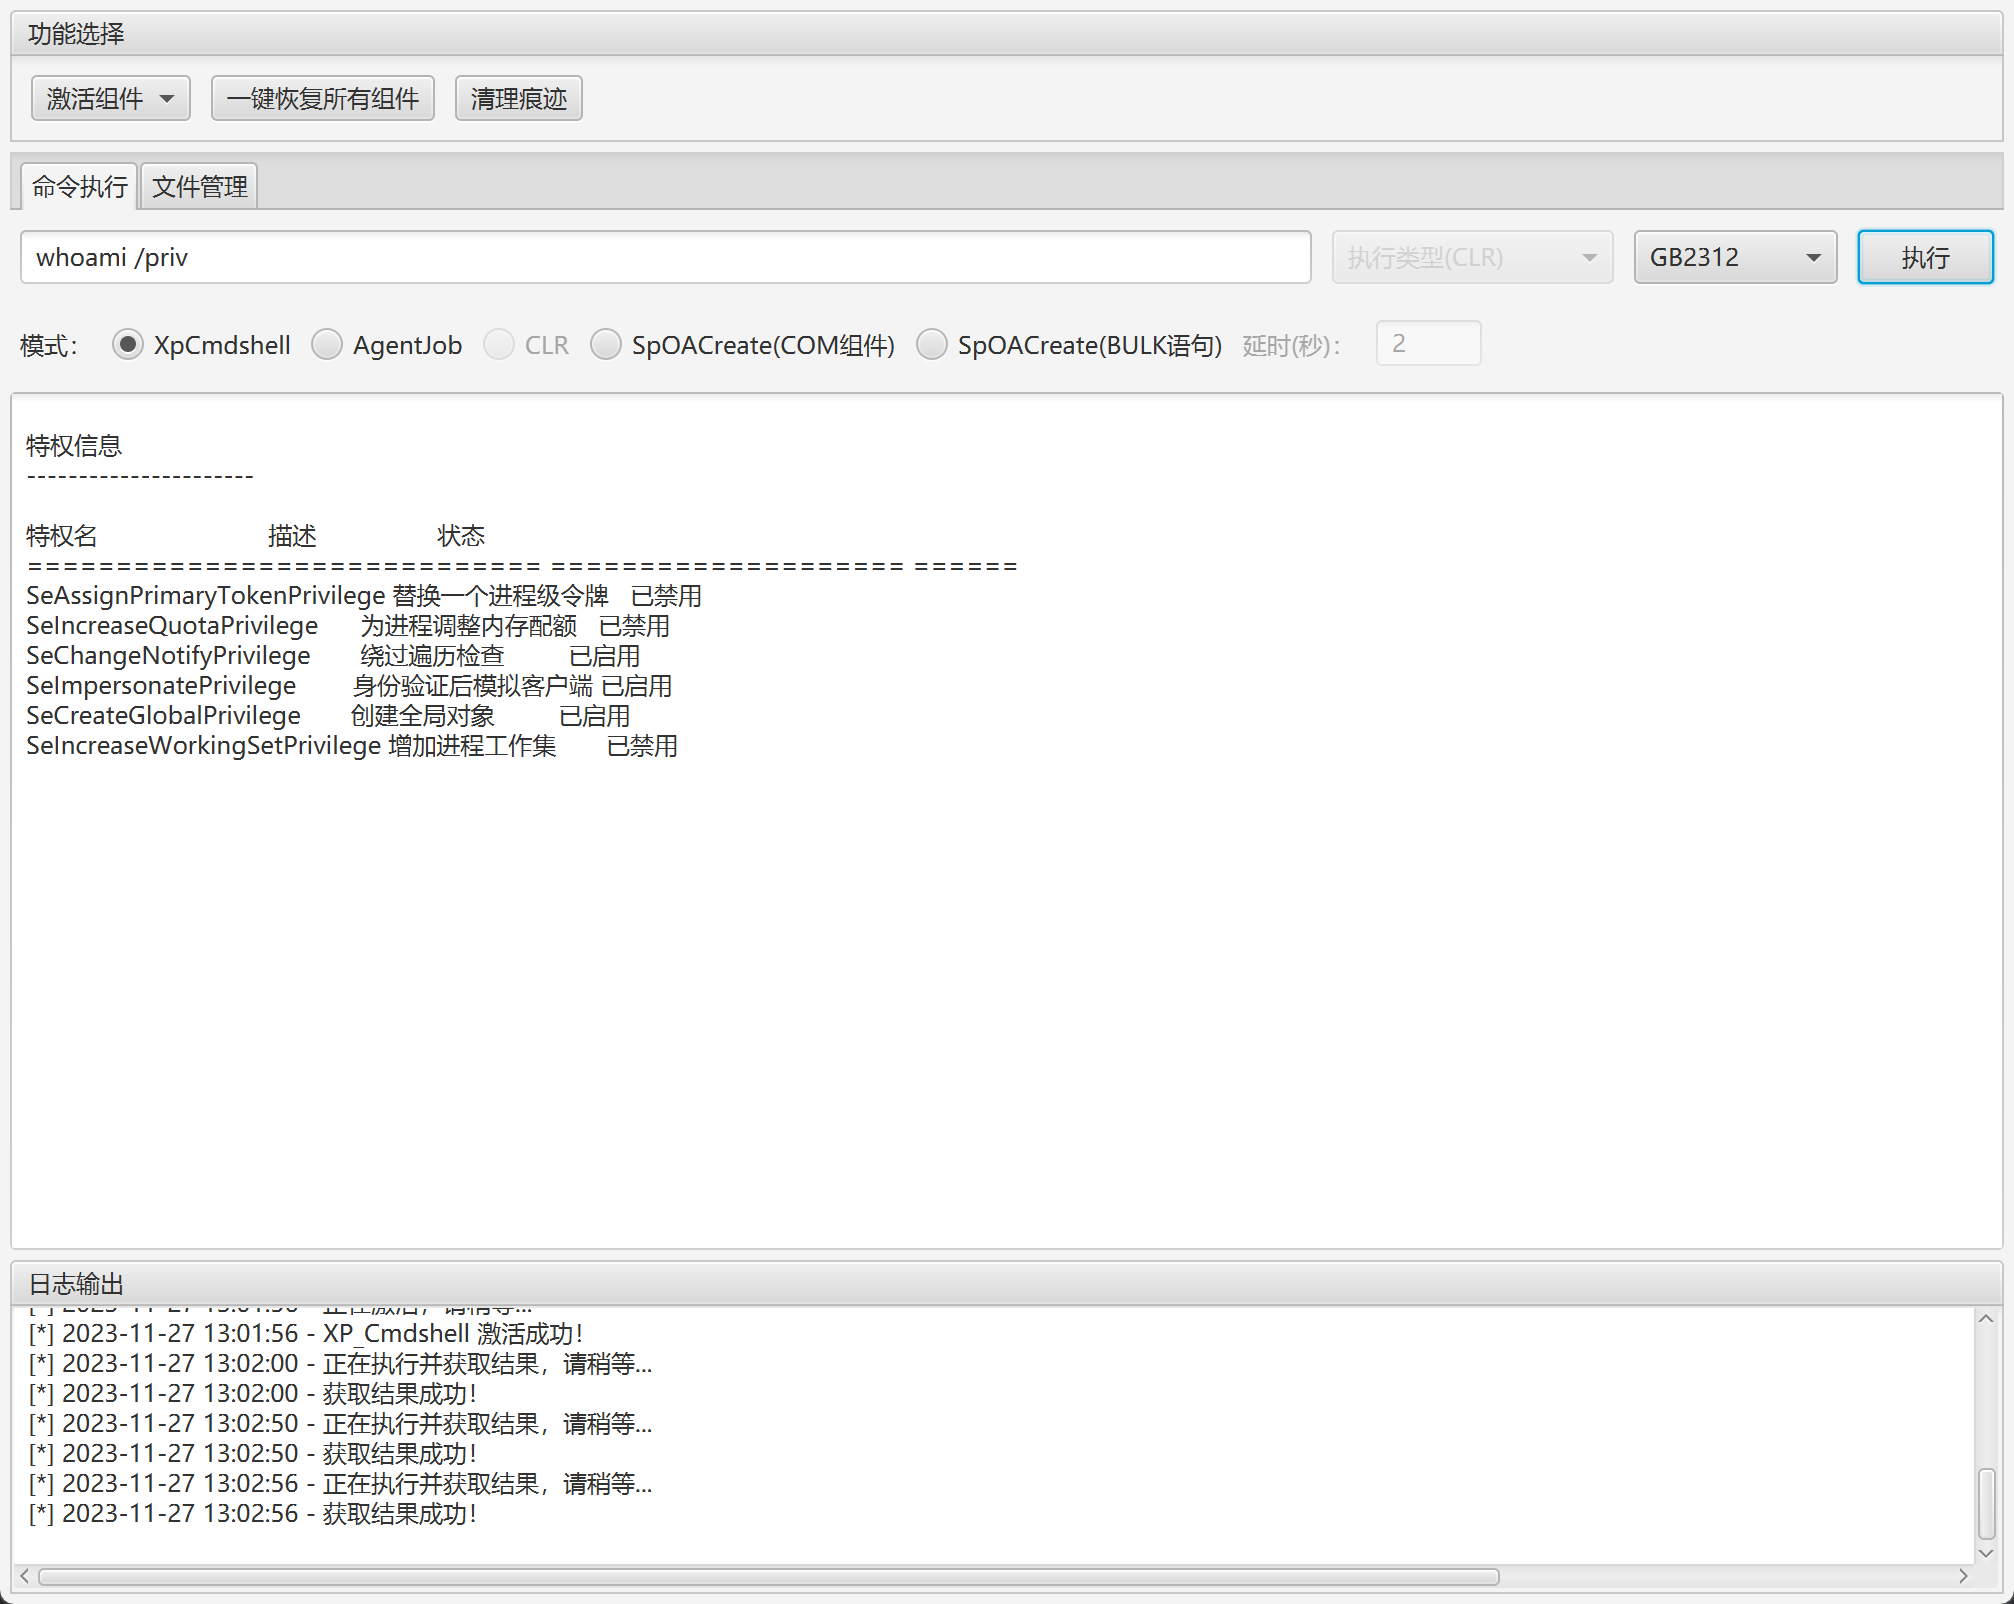 功能选择
激活组件 一键恢复所有组件 清理痕迹
命令执行 文件管理
whoami /priv 执行类型(CLR) GB2312 执行
模式： XpCmdshell AgentJob CLR SpOACreate(COM组件) SpOACreate(BULK语句) 延时(秒)： 2
特权信息
----------------------
特权名 描述 状态
============================= ==================== ======
SeAssignPrimaryTokenPrivilege 替换一个进程级令牌 已禁用
SeIncreaseQuotaPrivilege 为进程调整内存配额 已禁用
SeChangeNotifyPrivilege 绕过遍历检查 已启用
SeImpersonatePrivilege 身份验证后模拟客户端 已启用
SeCreateGlobalPrivilege 创建全局对象 已启用
SeIncreaseWorkingSetPrivilege 增加进程工作集 已禁用
日志输出
[*] 2023-11-27 13:01:56 - 正在激活，请稍等...
[*] 2023-11-27 13:01:56 - XP_Cmdshell 激活成功！
[*] 2023-11-27 13:02:00 - 正在执行并获取结果，请稍等...
[*] 2023-11-27 13:02:00 - 获取结果成功！
[*] 2023-11-27 13:02:50 - 正在执行并获取结果，请稍等...
[*] 2023-11-27 13:02:50 - 获取结果成功！
[*] 2023-11-27 13:02:56 - 正在执行并获取结果，请稍等...
[*] 2023-11-27 13:02:56 - 获取结果成功！